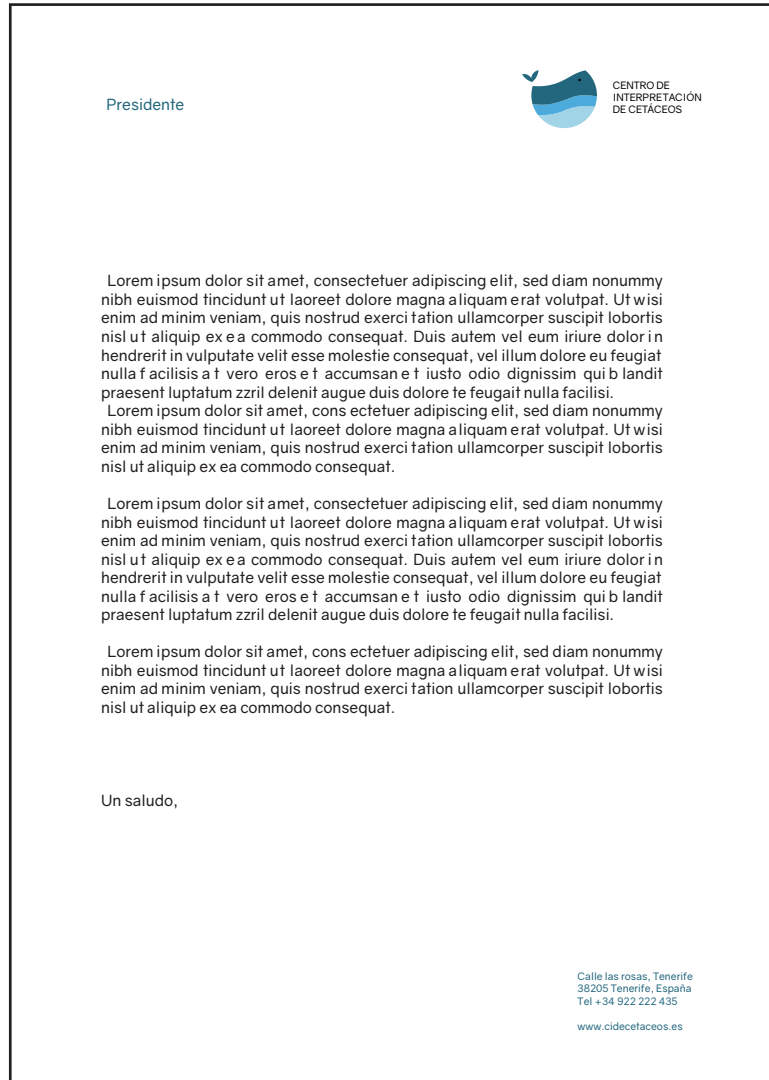 Presidente
CENTRO DE
INTERPRETACIÓN
DE CETÁCEOS
Lorem ipsum dolor sit amet, consectetuer adipiscing elit, sed diam nonummy
nibh euismod tincidunt ut laoreet dolore magna aliquam erat volutpat. Ut wisi
enim ad minim veniam, quis nostrud exerci tation ullamcorper suscipit lobortis
nisl ut aliquip ex ea commodo consequat. Duis autem vel eum iriure dolor in
hendrerit in vulputate velit esse molestie consequat, vel illum dolore eu feugiat
nulla f acilisis at vero eros et accumsan et iusto odio dignissim qui b landit
praesent luptatum zzril delenit augue duis dolore te feugait nulla facilisi.
Lorem ipsum dolor sit amet, cons ectetuer adipiscing elit, sed diam nonummy
nibh euismod tincidunt ut laoreet dolore magna aliquam erat volutpat. Ut wisi
enim ad minim veniam, quis nostrud exerci tation ullamcorper suscipit lobortis
nisl ut aliquip ex ea commodo consequat.
Lorem ipsum dolor sit amet, consectetuer adipiscing elit, sed diam nonummy
nibh euismod tincidunt ut laoreet dolore magna aliquam erat volutpat. Ut wisi
enim ad minim veniam, quis nostrud exerci tation ullamcorper suscipit lobortis
nisl ut aliquip ex ea commodo consequat. Duis autem vel eum iriure dolor in
hendrerit in vulputate velit esse molestie consequat, vel illum dolore eu feugiat
nulla f acilisis at vero eros et accumsan et iusto odio dignissim qui b landit
praesent luptatum zzril delenit augue duis dolore te feugait nulla facilisi.
Lorem ipsum dolor sit amet, cons ectetuer adipiscing elit, sed diam nonummy
nibh euismod tincidunt ut laoreet dolore magna aliquam erat volutpat. Ut wisi
enim ad minim veniam, quis nostrud exerci tation ullamcorper suscipit lobortis
nisl ut aliquip ex ea commodo consequat.
Un saludo,
Calle las rosas, Tenerife
38205 Tenerife, España
Tel +34 922 222 435
www.cidecetaceos.es